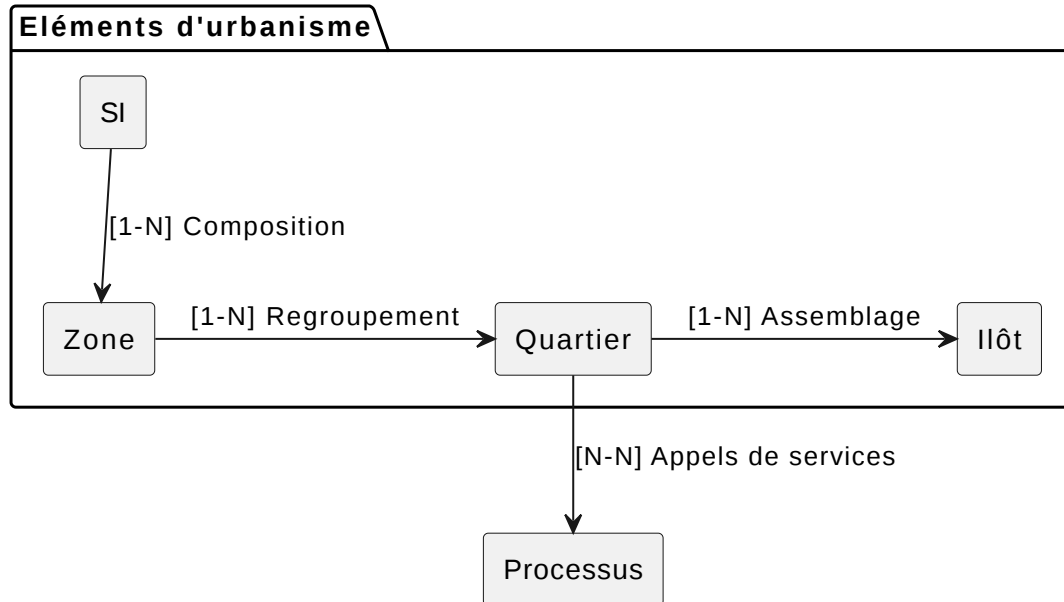 Eléments d'urbanisme
SI
[1-N] Composition
Zone
[1-N] Regroupement
Quartier
[1-N] Assemblage
Ilôt
[N-N] Appels de services
Processus